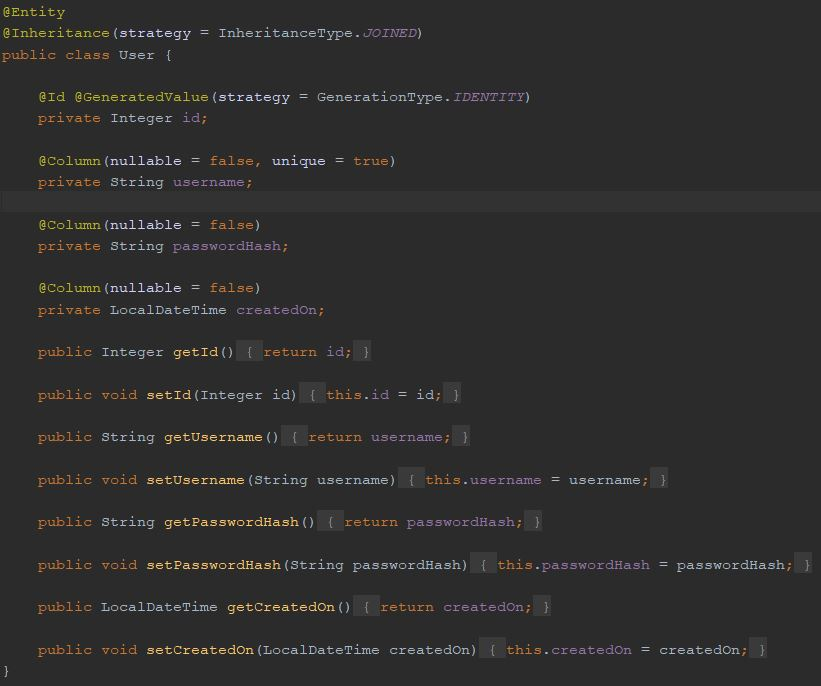 @Entity
@Inheritance(strategy = InheritanceType.JOINED)
public class User {
@Id @GeneratedValue(strategy = GenerationType.IDENTITY)
private Integer id;
@Column(nullable = false, unique = true)
private String username;
@Column(nullable = false)
private String passwordHash;
@Column(nullable = false)
private LocalDateTime createdOn;
public Integer getId() { return id; }
public void setId(Integer id) { this.id = id; }
public String getUsername() { return username; }
public void setUsername(String username) { this.username = username; }
public String getPasswordHash() { return passwordHash; }
public void setPasswordHash(String passwordHash) { this.passwordHash = passwordHash; }
public LocalDateTime getCreatedOn() { return createdOn; }
public void setCreatedOn(LocalDateTime createdOn) { this.createdOn = createdOn; }
}